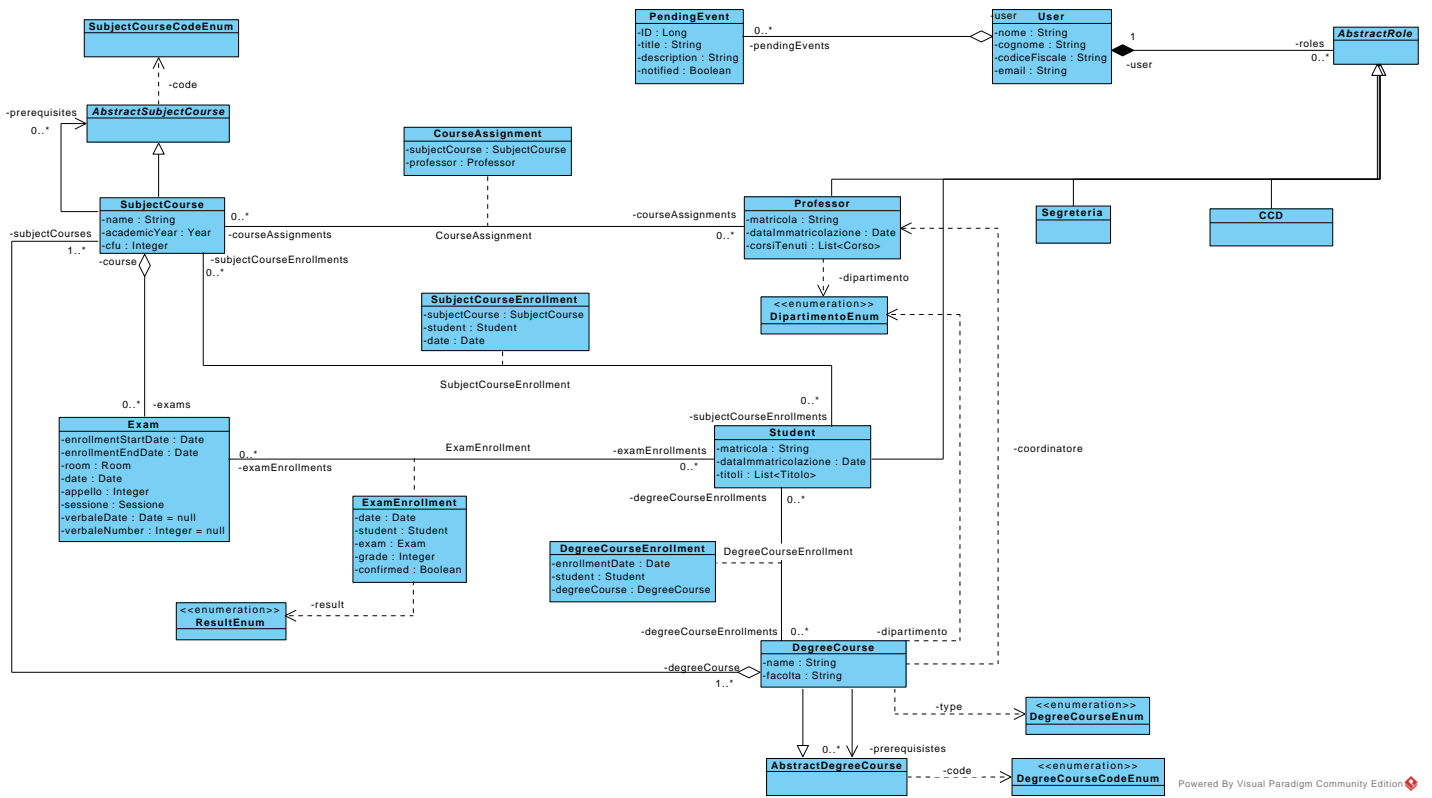 SubjectCourseCodeEnum
-code
AbstractSubjectCourse
-prerequisites
0..*
PendingEvent
-ID : Long
-title : String
-description : String
-notified : Boolean
0..*
-pendingEvents
-user
User
-nome : String
-cognome : String
-codiceFiscale : String
-email : String
1
-user
-roles
0..*
AbstractRole
CourseAssignment
-subjectCourse : SubjectCourse
-professor : Professor
SubjectCourse
-name : String
-academicYear : Year
-cfu : Integer
-subjectCourses
1..*
-course
0..*
-courseAssignments
CourseAssignment
-courseAssignments
0..*
Professor
-matricola : String
-dataImmatricolazione : Date
-corsiTenuti : List<Corso>
Segreteria
CCD
-subjectCourseEnrollments
0..*
-dipartimento
<<enumeration>>
DipartimentoEnum
SubjectCourseEnrollment
-subjectCourse : SubjectCourse
-student : Student
-date : Date
SubjectCourseEnrollment
0..*
-subjectCourseEnrollments
0..*
-exams
Exam
-enrollmentStartDate : Date
-enrollmentEndDate : Date
-room : Room
-date : Date
-appello : Integer
-sessione : Sessione
-verbaleDate : Date = null
-verbaleNumber : Integer = null
0..*
-examEnrollments
ExamEnrollment
-examEnrollments
0..*
Student
-matricola : String
-dataImmatricolazione : Date
-titoli : List<Titolo>
-coordinatore
ExamEnrollment
-date : Date
-student : Student
-exam : Exam
-grade : Integer
-confirmed : Boolean
-degreeCourseEnrollments
0..*
DegreeCourseEnrollment
-enrollmentDate : Date
-student : Student
-degreeCourse : DegreeCourse
DegreeCourseEnrollment
-result
<<enumeration>>
ResultEnum
-degreeCourseEnrollments
0..*
-dipartimento
DegreeCourse
-name : String
-facolta : String
-degreeCourse
1..*
-type
<<enumeration>>
DegreeCourseEnum
0..*
-prerequisistes
AbstractDegreeCourse
-code
<<enumeration>>
DegreeCourseCodeEnum
Powered By Visual Paradigm Community Edition